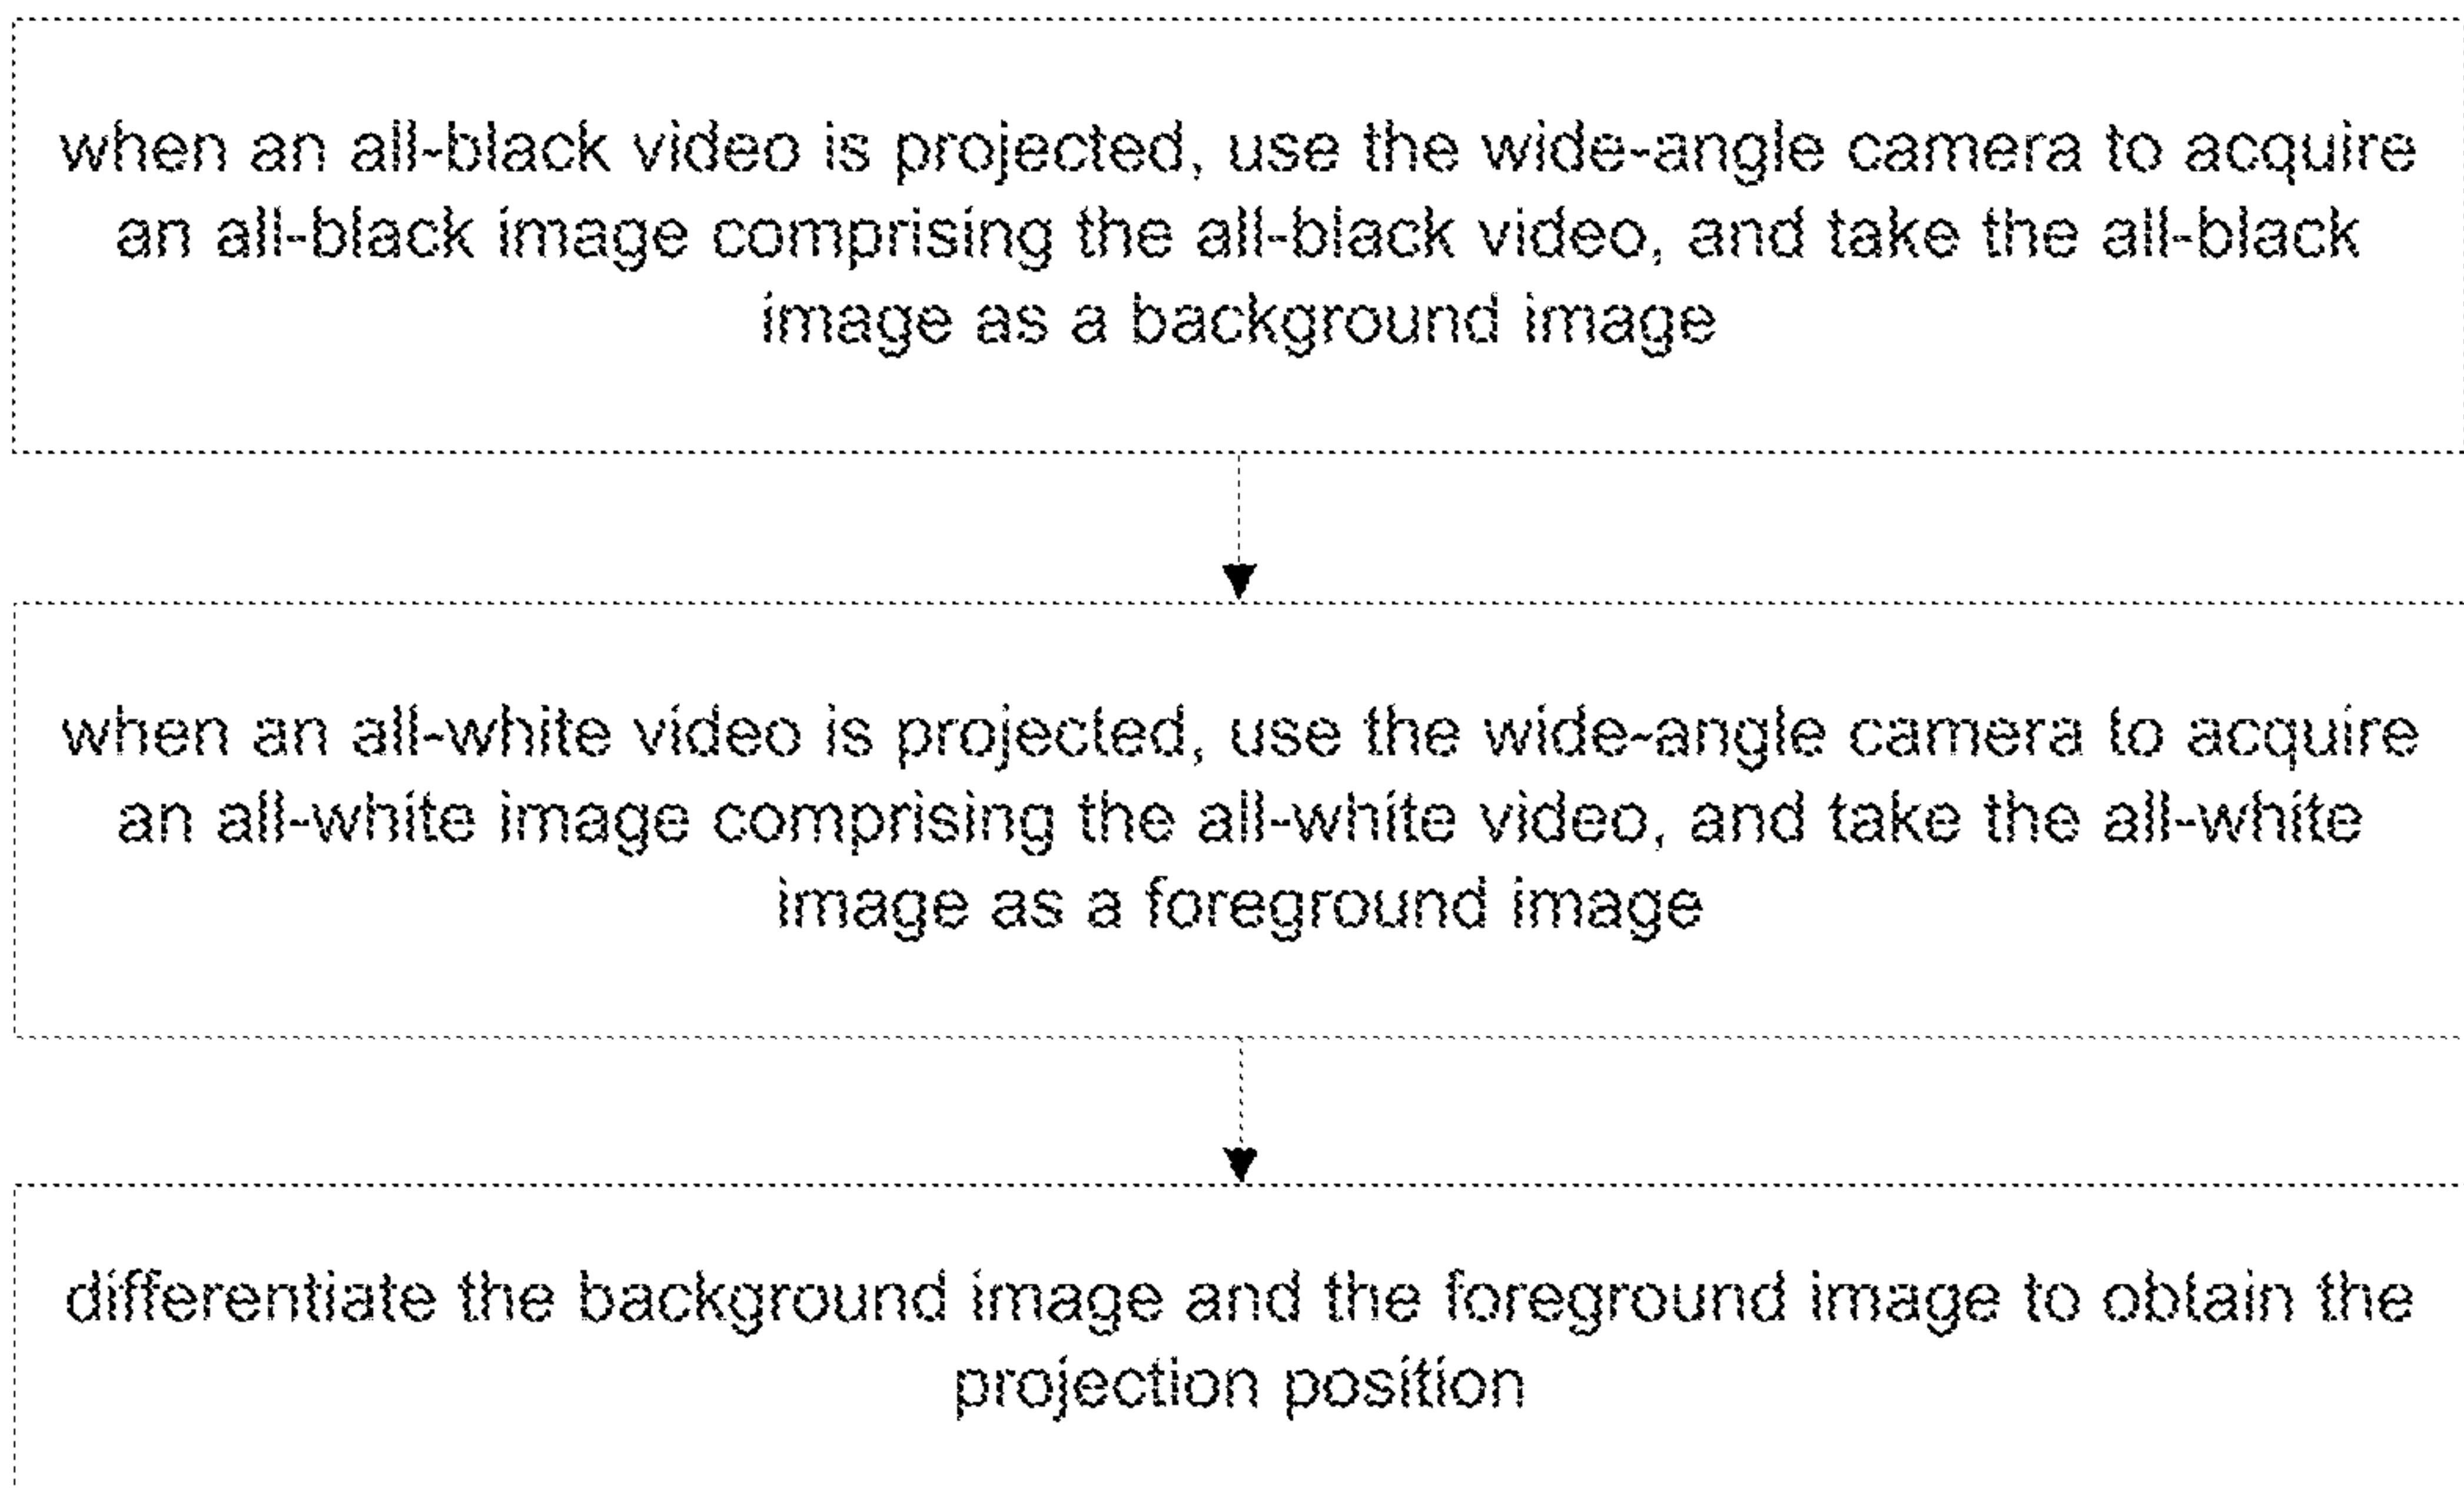 when an all-black video is projected, use the wide-angle camera to acquire
an all-black image comprising the all-black video, and take the all-black
image as a background image
when an all-white video is projected, use the wide-angle camera to acquire
an all-white image comprising the all-white video, and take the all-white
image as a foreground image
differentiate the background image and the foreground image to obtain the
projection position